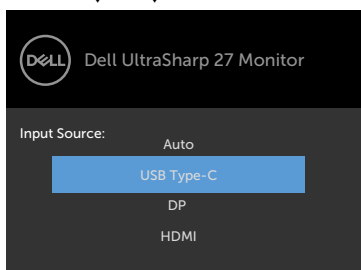 DELL
Dell UltraSharp 27 Monitor
Input Source:
Auto
USB Type-C
DP
HDMI